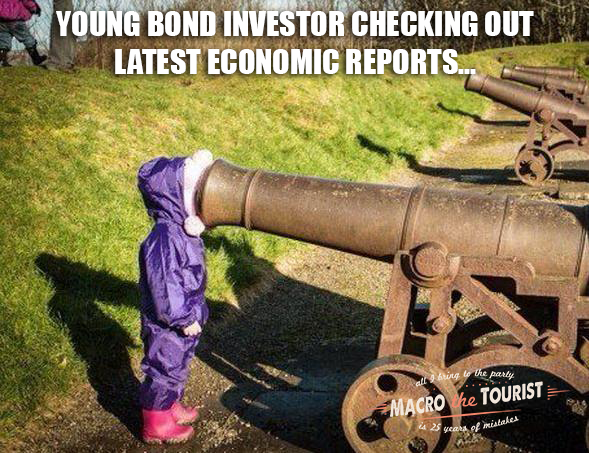 YOUNG BOND INVESTOR CHECKING OUT
LATEST ECONOMIC REPORTS...
all I bring to the party
MACRO the TOURIST
is 25 years of mistakes